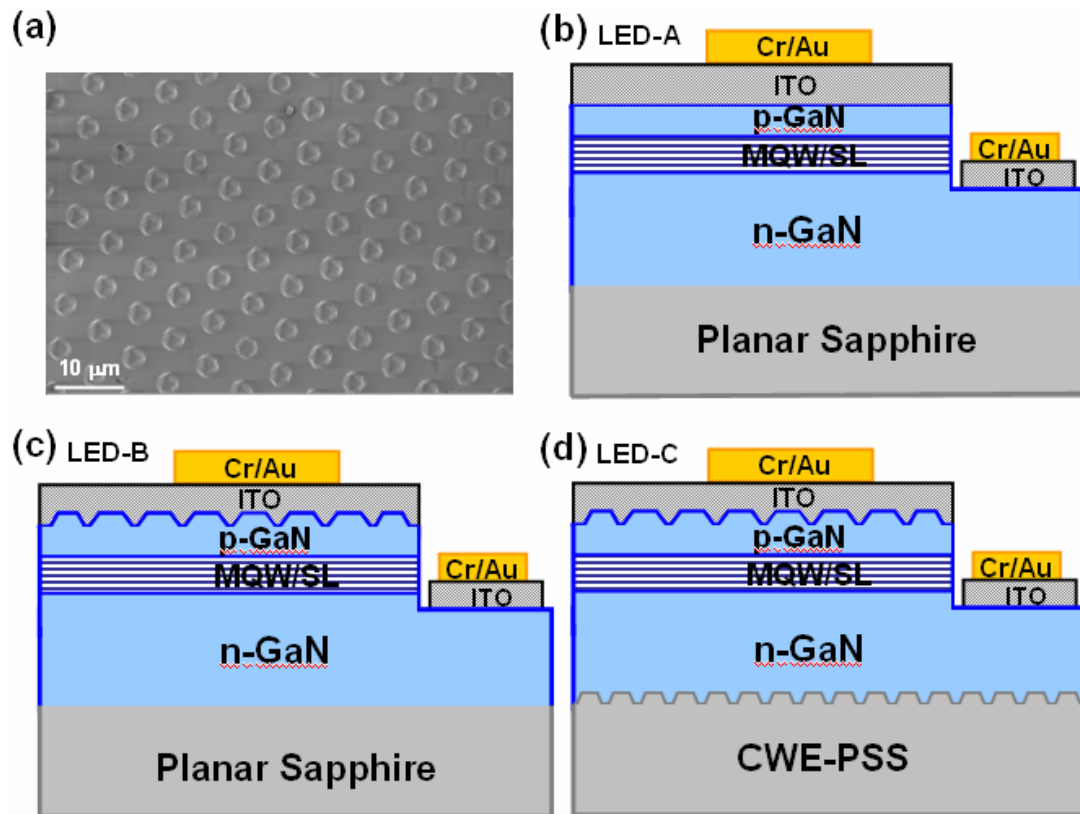 (a)
10 μm
(b) LED-A
Cr/Au
ITO
p-GaN
MQW/SL
Cr/Au
ITO
n-GaN
Planar Sapphire
(c) LED-B
Cr/Au
ITO
p-GaN
MQW/SL
Cr/Au
ITO
n-GaN
Planar Sapphire
(d) LED-C
Cr/Au
ITO
p-GaN
MQW/SL
Cr/Au
ITO
n-GaN
CWE-PSS